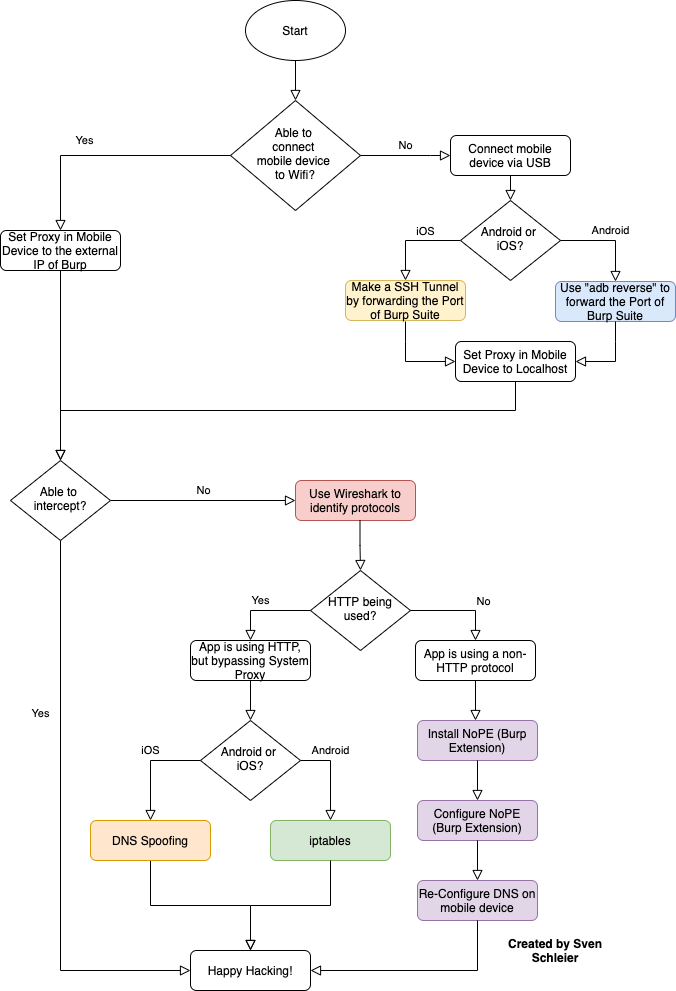 Start
Able to
connect
mobile device
to Wifi?
Yes
No
Connect mobile
device via USB
Set Proxy in Mobile
Device to the external
IP of Burp
Android or
iOS?
iOS
Android
Make a SSH Tunnel
by forwarding the Port
of Burp Suite
Use "adb reverse" to
forward the Port of
Burp Suite
Set Proxy in Mobile
Device to Localhost
Able to
intercept?
No
Use Wireshark to
identify protocols
HTTP being
used?
Yes
No
App is using HTTP,
but bypassing System
Proxy
App is using a non-
HTTP protocol
Yes
Android or
iOS?
iOS
Android
Install NoPE (Burp
Extension)
DNS Spoofing
iptables
Configure NoPE
(Burp Extension)
Re-Configure DNS on
mobile device
Created by Sven
Schleier
Happy Hacking!